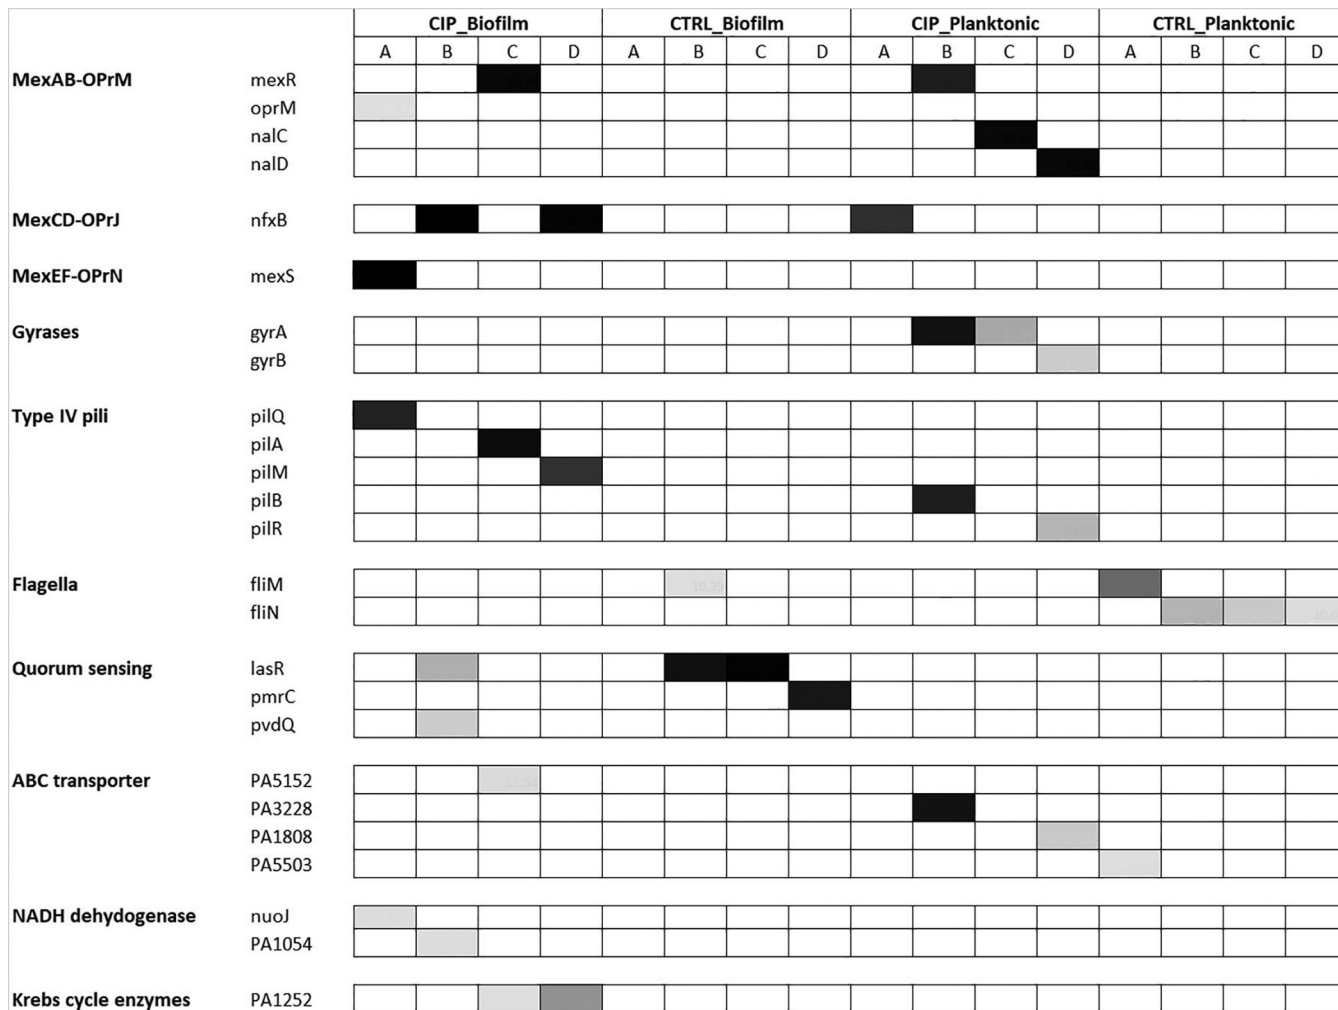 CIP_Biofilm CTRL_Biofilm CIP_Planktonic CTRL_Planktonic
A B C D A B C D A B C D A B C D
MexAB-OPrM mexR
oprM
nalC
nalD
MexCD-OPrJ nfxB
MexEF-OPrN mexS
Gyrases gyrA
gyrB
Type IV pili pilQ
pilA
pilM
pilB
pilR
Flagella fliM 10,39
fliN
Quorum sensing lasR
pmrC
pvdQ
ABC transporter PA5152
PA3228
PA1808
PA5503
NADH dehydogenase nuoJ
PA1054
Krebs cycle enzymes PA1252